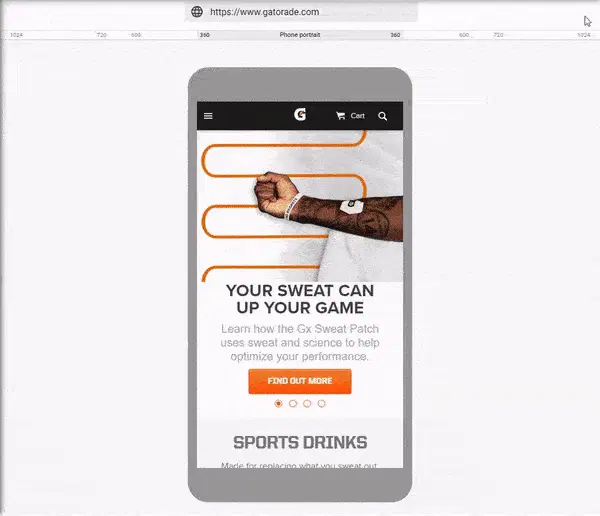 https://www.gatorade.com
1024 720 600 360 Phone portrait 360 600 720 1024
G Cart
YOUR SWEAT CAN
UP YOUR GAME
Learn how the Gx Sweat Patch
uses sweat and science to help
optimize your performance.
FIND OUT MORE
SPORTS DRINKS
Made for replacing what you sweat out